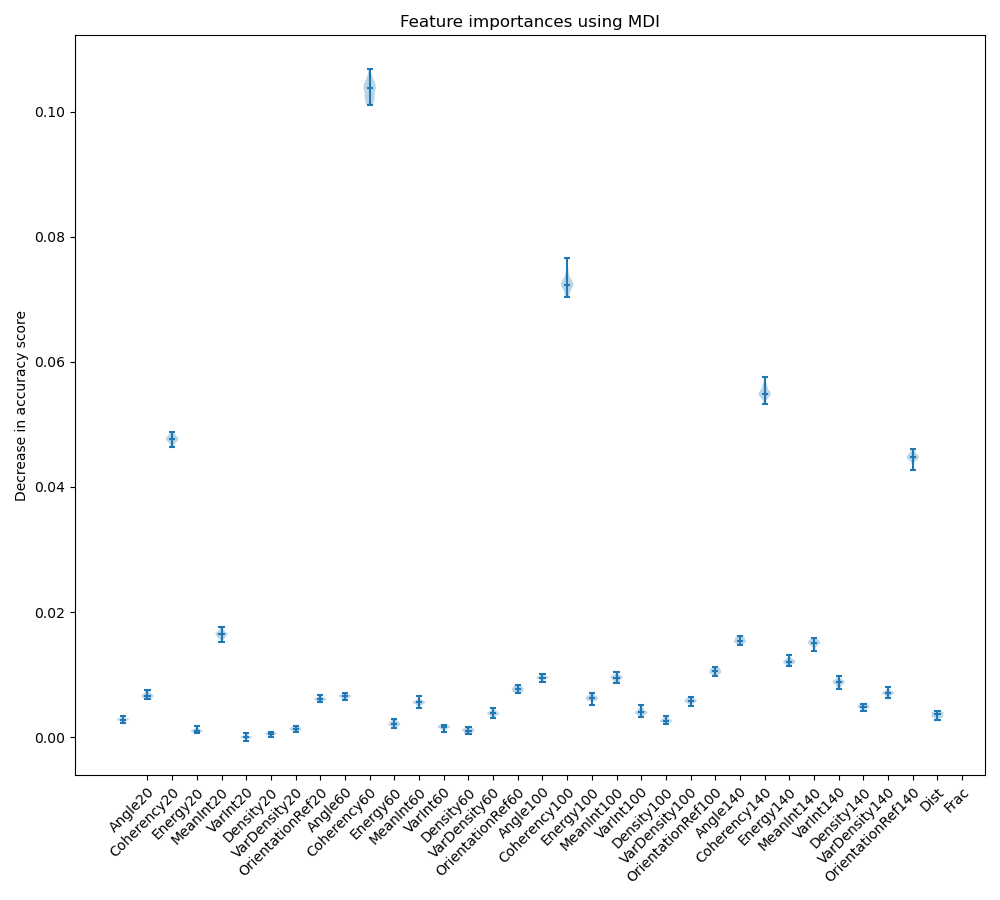 Feature importances using MDI
Decrease in accuracy score
0.10
0.08
0.06
0.04
0.02
0.00
Angle20
Coherency20
Energy20
MeanInt20
VarInt20
Density20
VarDensity20
OrientationRef20
Angle60
Coherency60
Energy60
MeanInt60
VarInt60
Density60
VarDensity60
OrientationRef60
Angle100
Coherency100
Energy100
MeanInt100
VarInt100
Density100
VarDensity100
OrientationRef100
Angle140
Coherency140
Energy140
MeanInt140
VarInt140
Density140
VarDensity140
OrientationRef140
Dist
Frac